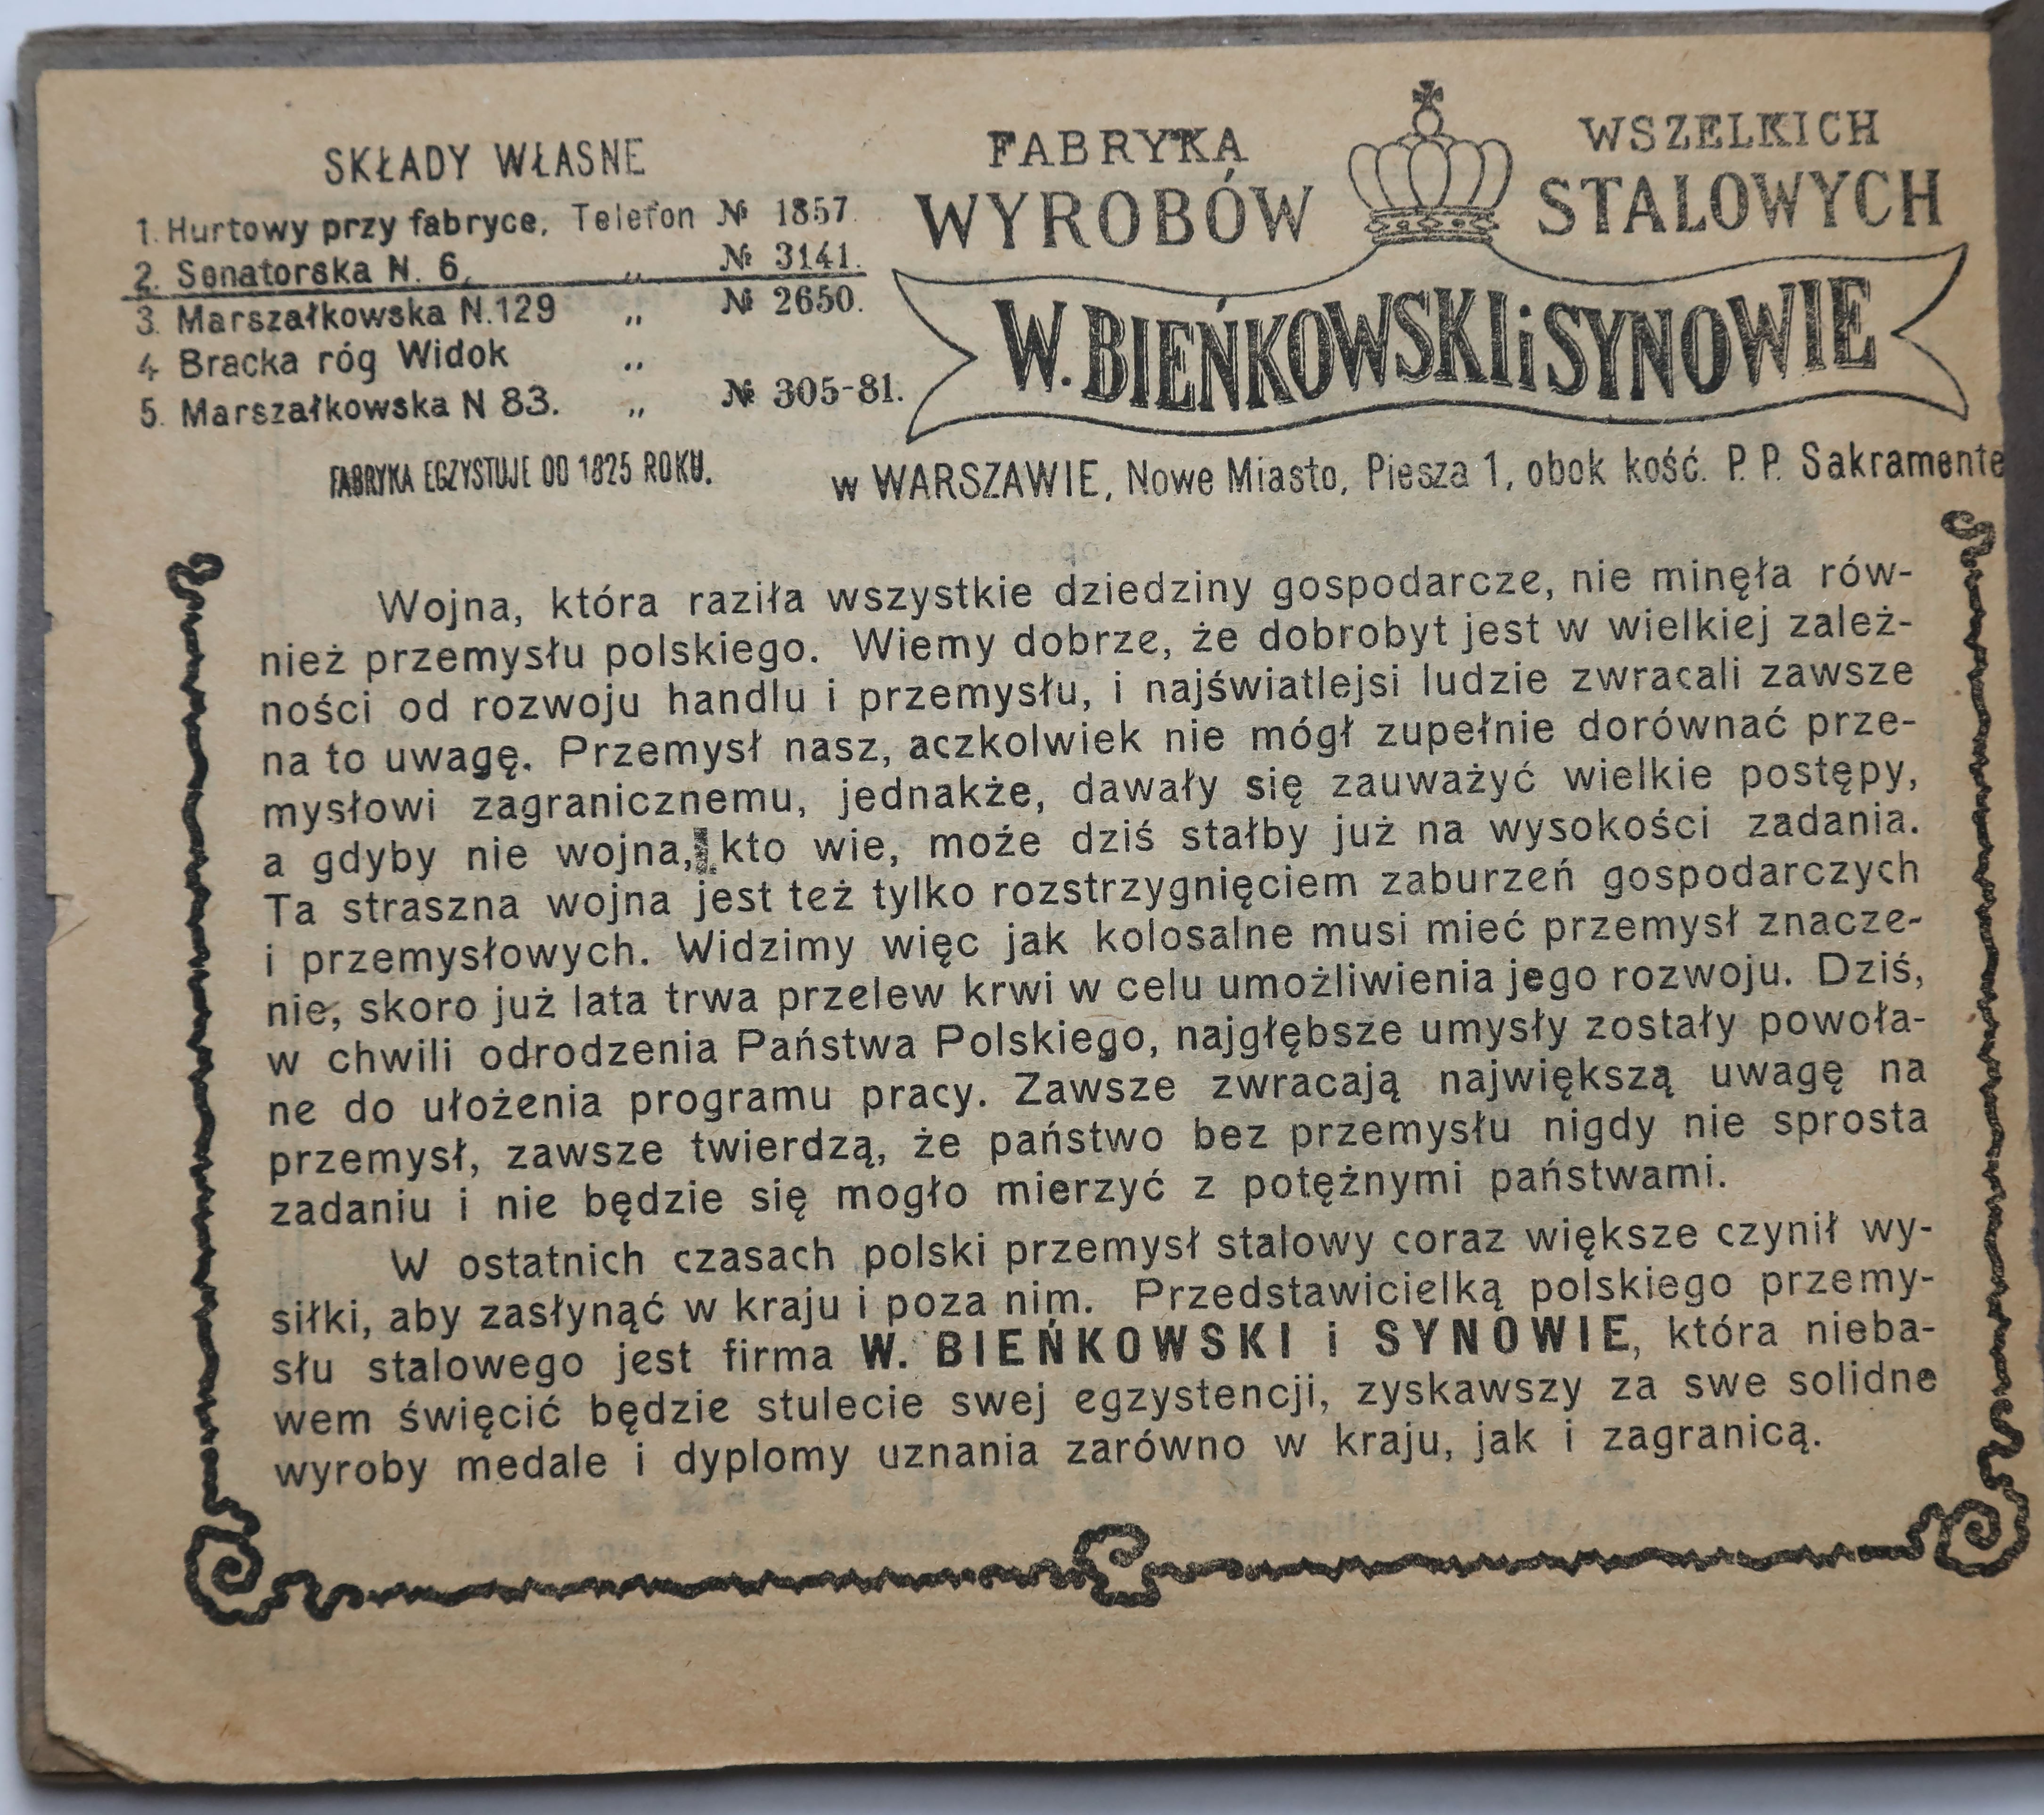 SKŁADY WŁASNE
1. Hurtowy przy fabryce, Telefon № 1857.
2. Senatorska N. 6, „ № 3141.
3. Marszałkowska N.129 „ № 2650.
4 Bracka róg Widok „
5. Marszałkowska N 83. „ № 305-81.
FABRYKA EGZYSTUJE OD 1825 ROKU.
FABRYKA WSZELKICH
WYROBÓW STALOWYCH
W. BIEŃKOWSKI i SYNOWIE
w WARSZAWIE, Nowe Miasto, Piesza 1, obok kość. P. P. Sakramente
Wojna, która raziła wszystkie dziedziny gospodarcze, nie minęła rów-
nież przemysłu polskiego. Wiemy dobrze, że dobrobyt jest w wielkiej zależ-
ności od rozwoju handlu i przemysłu, i najświatlejsi ludzie zwracali zawsze
na to uwagę. Przemysł nasz, aczkolwiek nie mógł zupełnie dorównać prze-
mysłowi zagranicznemu, jednakże, dawały się zauważyć wielkie postępy,
a gdyby nie wojna, kto wie, może dziś stałby już na wysokości zadania.
Ta straszna wojna jest też tylko rozstrzygnięciem zaburzeń gospodarczych
i przemysłowych. Widzimy więc jak kolosalne musi mieć przemysł znacze-
nie, skoro już lata trwa przelew krwi w celu umożliwienia jego rozwoju. Dziś,
w chwili odrodzenia Państwa Polskiego, najgłębsze umysły zostały powoła-
ne do ułożenia programu pracy. Zawsze zwracają największą uwagę na
przemysł, zawsze twierdzą, że państwo bez przemysłu nigdy nie sprosta
zadaniu i nie będzie się mogło mierzyć z potężnymi państwami.
W ostatnich czasach polski przemysł stalowy coraz większe czynił wy-
siłki, aby zasłynąć w kraju i poza nim. Przedstawicielką polskiego przemy-
słu stalowego jest firma W. BIEŃKOWSKI i SYNOWIE, która nieba-
wem święcić będzie stulecie swej egzystencji, zyskawszy za swe solidne
wyroby medale i dyplomy uznania zarówno w kraju, jak i zagranicą.